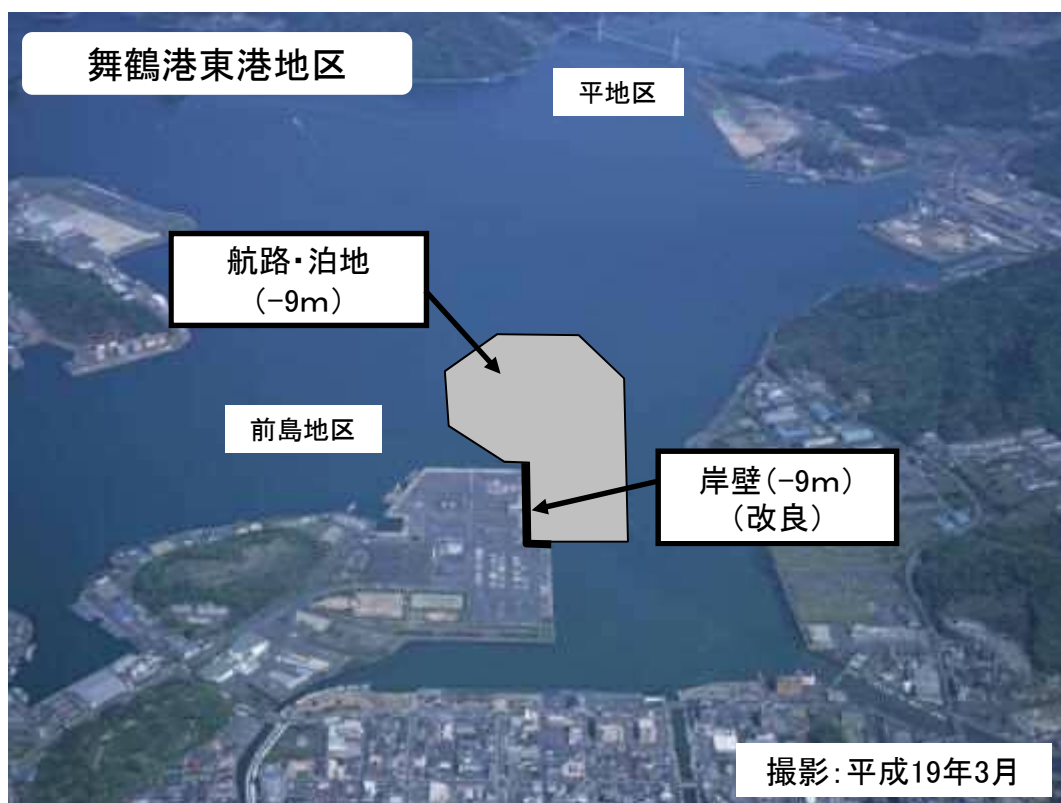 舞鶴港東港地区
平地区
航路・泊地
（-9m）
前島地区
岸壁（-9m）
（改良）
撮影：平成19年3月